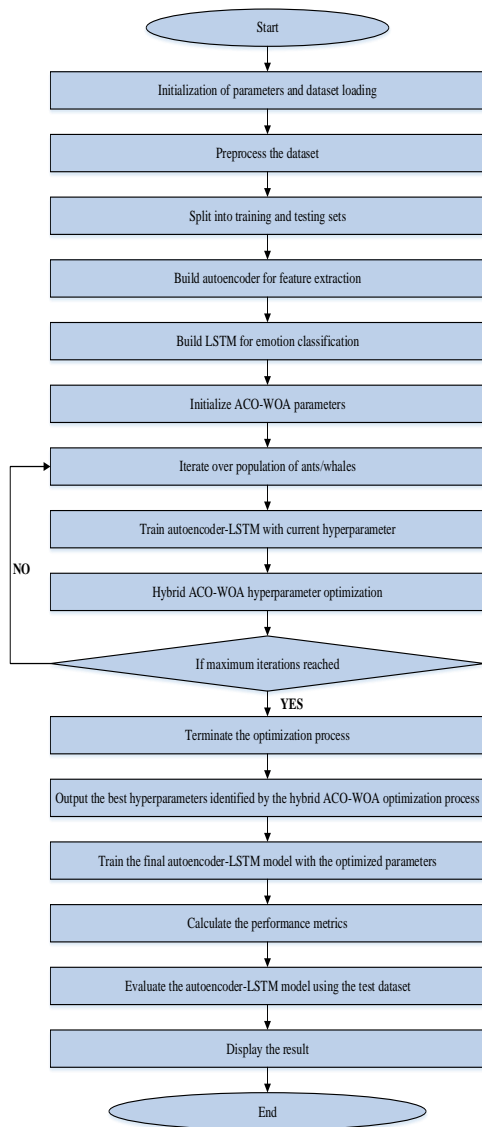 Start
Initialization of parameters and dataset loading
Preprocess the dataset
Split into training and testing sets
Build autoencoder for feature extraction
Build LSTM for emotion classification
Initialize ACO-WOA parameters
Iterate over population of ants/whales
Train autoencoder-LSTM with current hyperparameter
NO
Hybrid ACO-WOA hyperparameter optimization
If maximum iterations reached
YES
Terminate the optimization process
Output the best hyperparameters identified by the hybrid ACO-WOA optimization process
Train the final autoencoder-LSTM model with the optimized parameters
Calculate the performance metrics
Evaluate the autoencoder-LSTM model using the test dataset
Display the result
End